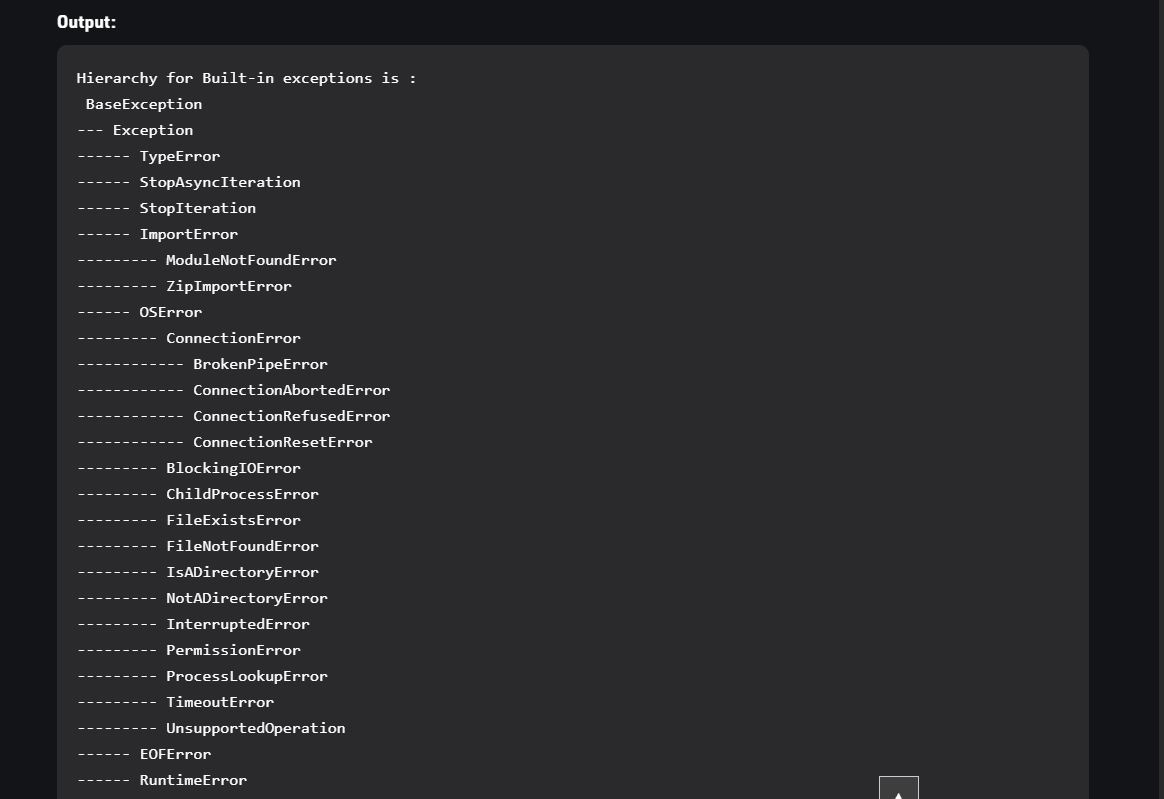 Output:
Hierarchy for Built-in exceptions is :
 BaseException
--- Exception
------ TypeError
------ StopAsyncIteration
------ StopIteration
------ ImportError
--------- ModuleNotFoundError
--------- ZipImportError
------ OSError
--------- ConnectionError
------------ BrokenPipeError
------------ ConnectionAbortedError
------------ ConnectionRefusedError
------------ ConnectionResetError
--------- BlockingIOError
--------- ChildProcessError
--------- FileExistsError
--------- FileNotFoundError
--------- IsADirectoryError
--------- NotADirectoryError
--------- InterruptedError
--------- PermissionError
--------- ProcessLookupError
--------- TimeoutError
--------- UnsupportedOperation
------ EOFError
------ RuntimeError